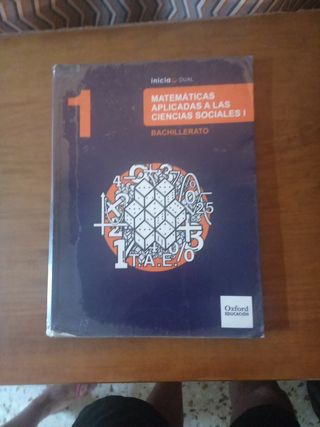 inicia DUAL
1
MATEMÁTICAS
APLICADAS A LAS
CIENCIAS SOCIALES I
BACHILLERATO
T.A.E.
Oxford
EDUCACIÓN